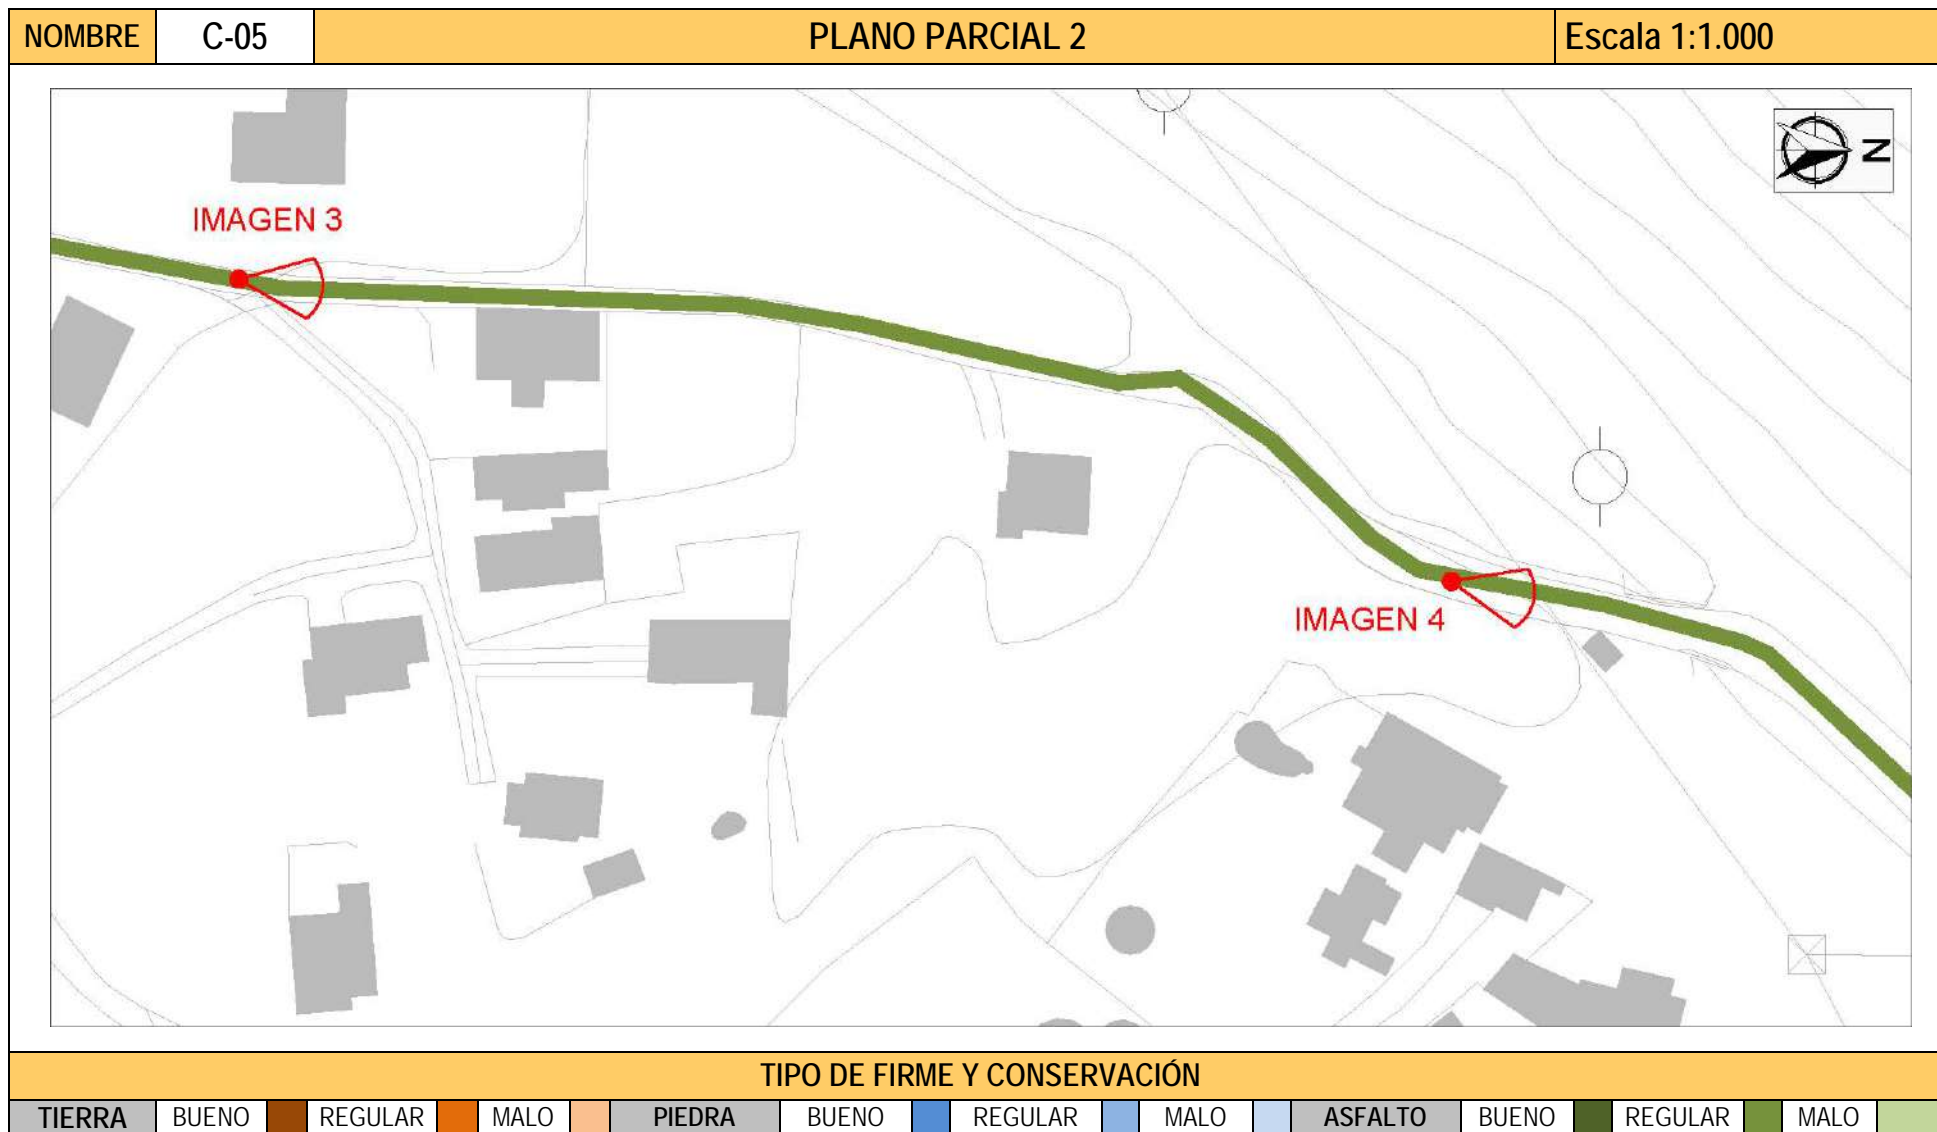 NOMBRE C-05 PLANO PARCIAL 2 Escala 1:1.000
N
IMAGEN 3
IMAGEN 4
TIPO DE FIRME Y CONSERVACIÓN
TIERRA BUENO REGULAR MALO PIEDRA BUENO REGULAR MALO ASFALTO BUENO REGULAR MALO